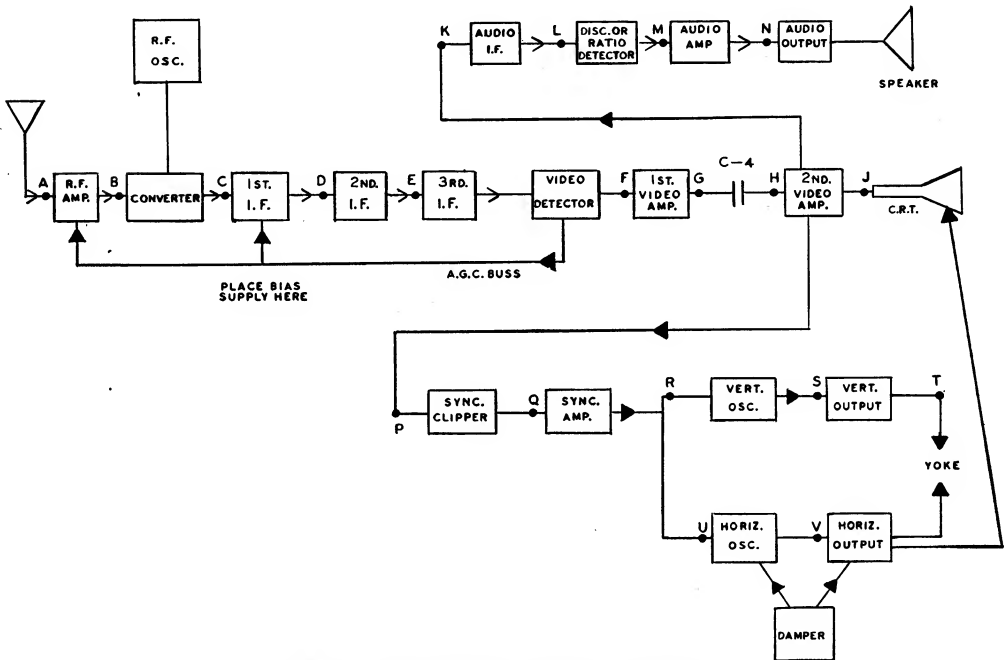 R.F.
OSC.
K
AUDIO
I.F.
L
DISC. OR
RATIO
DETECTOR
M
AUDIO
AMP
N
AUDIO
OUTPUT
SPEAKER
A
R.F.
AMP.
B
CONVERTER
C
1ST.
I.F.
D
2ND.
I.F.
E
3RD.
I.F.
VIDEO
DETECTOR
F
1ST.
VIDEO
AMP.
G
C-4
H
2ND.
VIDEO
AMP.
J
C.R.T.
A.G.C. BUSS
PLACE BIAS
SUPPLY HERE
P
SYNC.
CLIPPER
Q
SYNC.
AMP.
R
VERT.
OSC.
S
VERT.
OUTPUT
T
YOKE
U
HORIZ.
OSC.
V
HORIZ.
OUTPUT
DAMPER